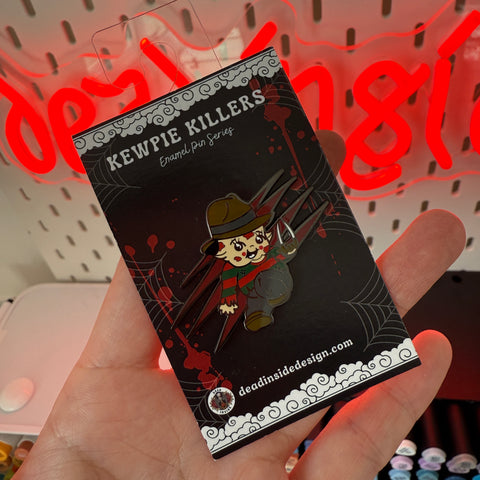 KEWPIE KILLERS
Enamel Pin Series
deadinsidedesign.com